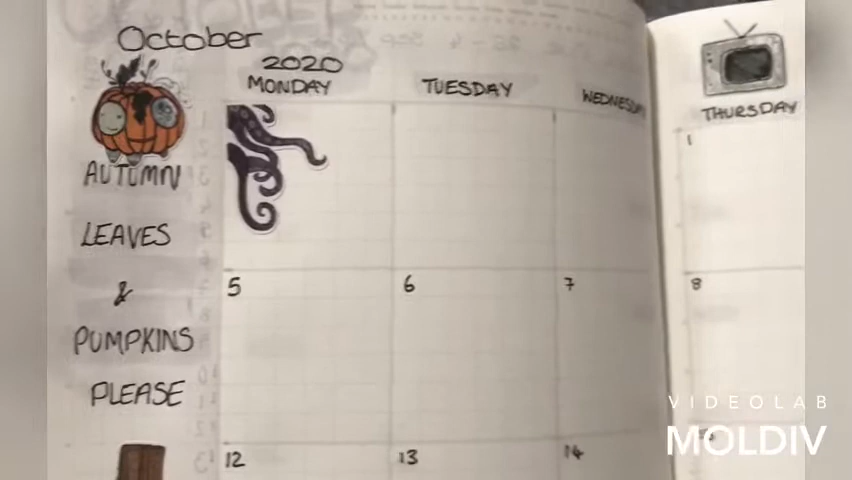 October
2020
MONDAY
TUESDAY
WEDNESDAY
THURSDAY
1
AUTUMN
LEAVES
&
PUMPKINS
PLEASE
5
6
7
8
12
13
14
VIDEOLAB
MOLDIV